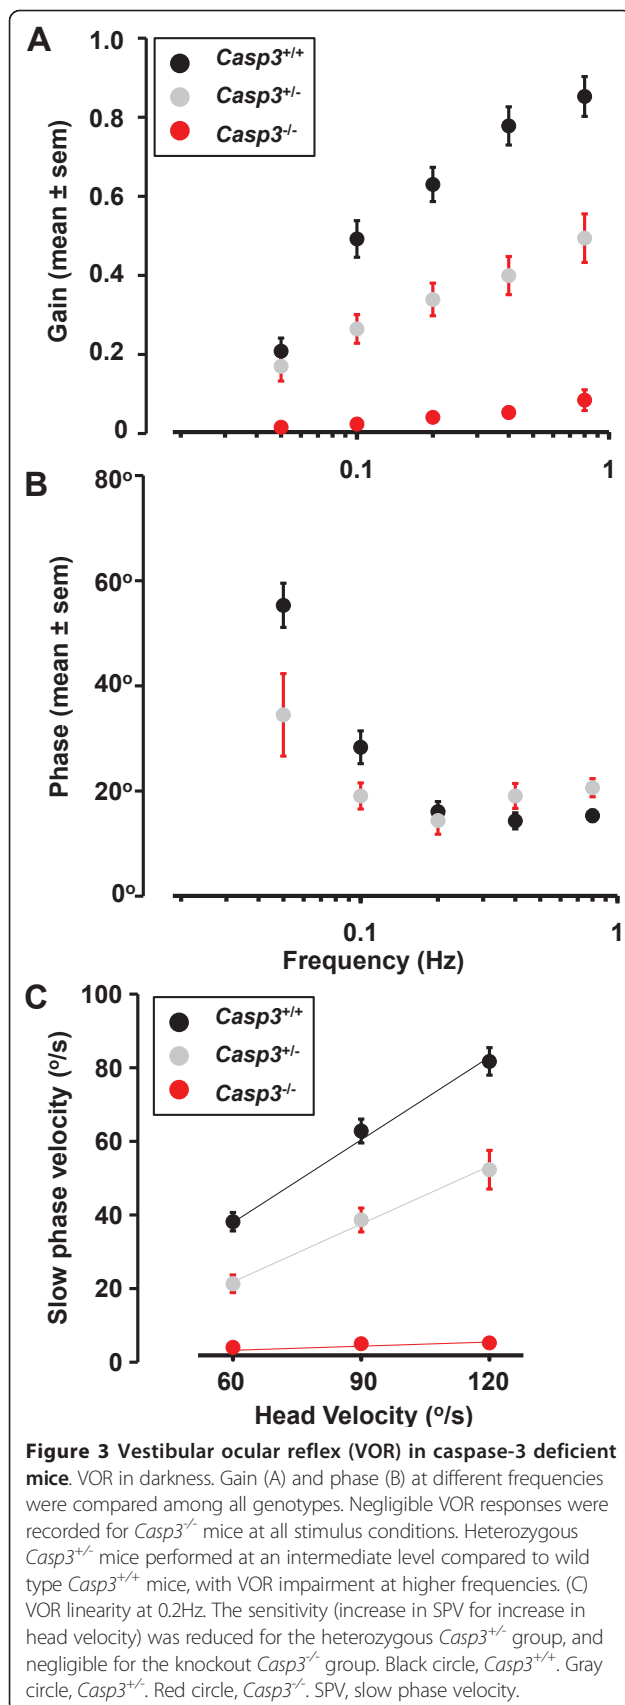 A
Gain (mean ± sem)
1.0
0.8
0.6
0.4
0.2
0
Casp3+/+
Casp3+/-
Casp3-/-
0.1
1
B
Phase (mean ± sem)
80°
60°
40°
20°
0°
0.1
1
Frequency (Hz)
C
Slow phase velocity (°/s)
100
80
60
40
20
0
Casp3+/+
Casp3+/-
Casp3-/-
60
90
120
Head Velocity (°/s)
Figure 3 Vestibular ocular reflex (VOR) in caspase-3 deficient
mice. VOR in darkness. Gain (A) and phase (B) at different frequencies
were compared among all genotypes. Negligible VOR responses were
recorded for Casp3-/- mice at all stimulus conditions. Heterozygous
Casp3+/- mice performed at an intermediate level compared to wild
type Casp3+/+ mice, with VOR impairment at higher frequencies. (C)
VOR linearity at 0.2Hz. The sensitivity (increase in SPV for increase in
head velocity) was reduced for the heterozygous Casp3+/- group, and
negligible for the knockout Casp3-/- group. Black circle, Casp3+/+. Gray
circle, Casp3+/-. Red circle, Casp3-/-. SPV, slow phase velocity.